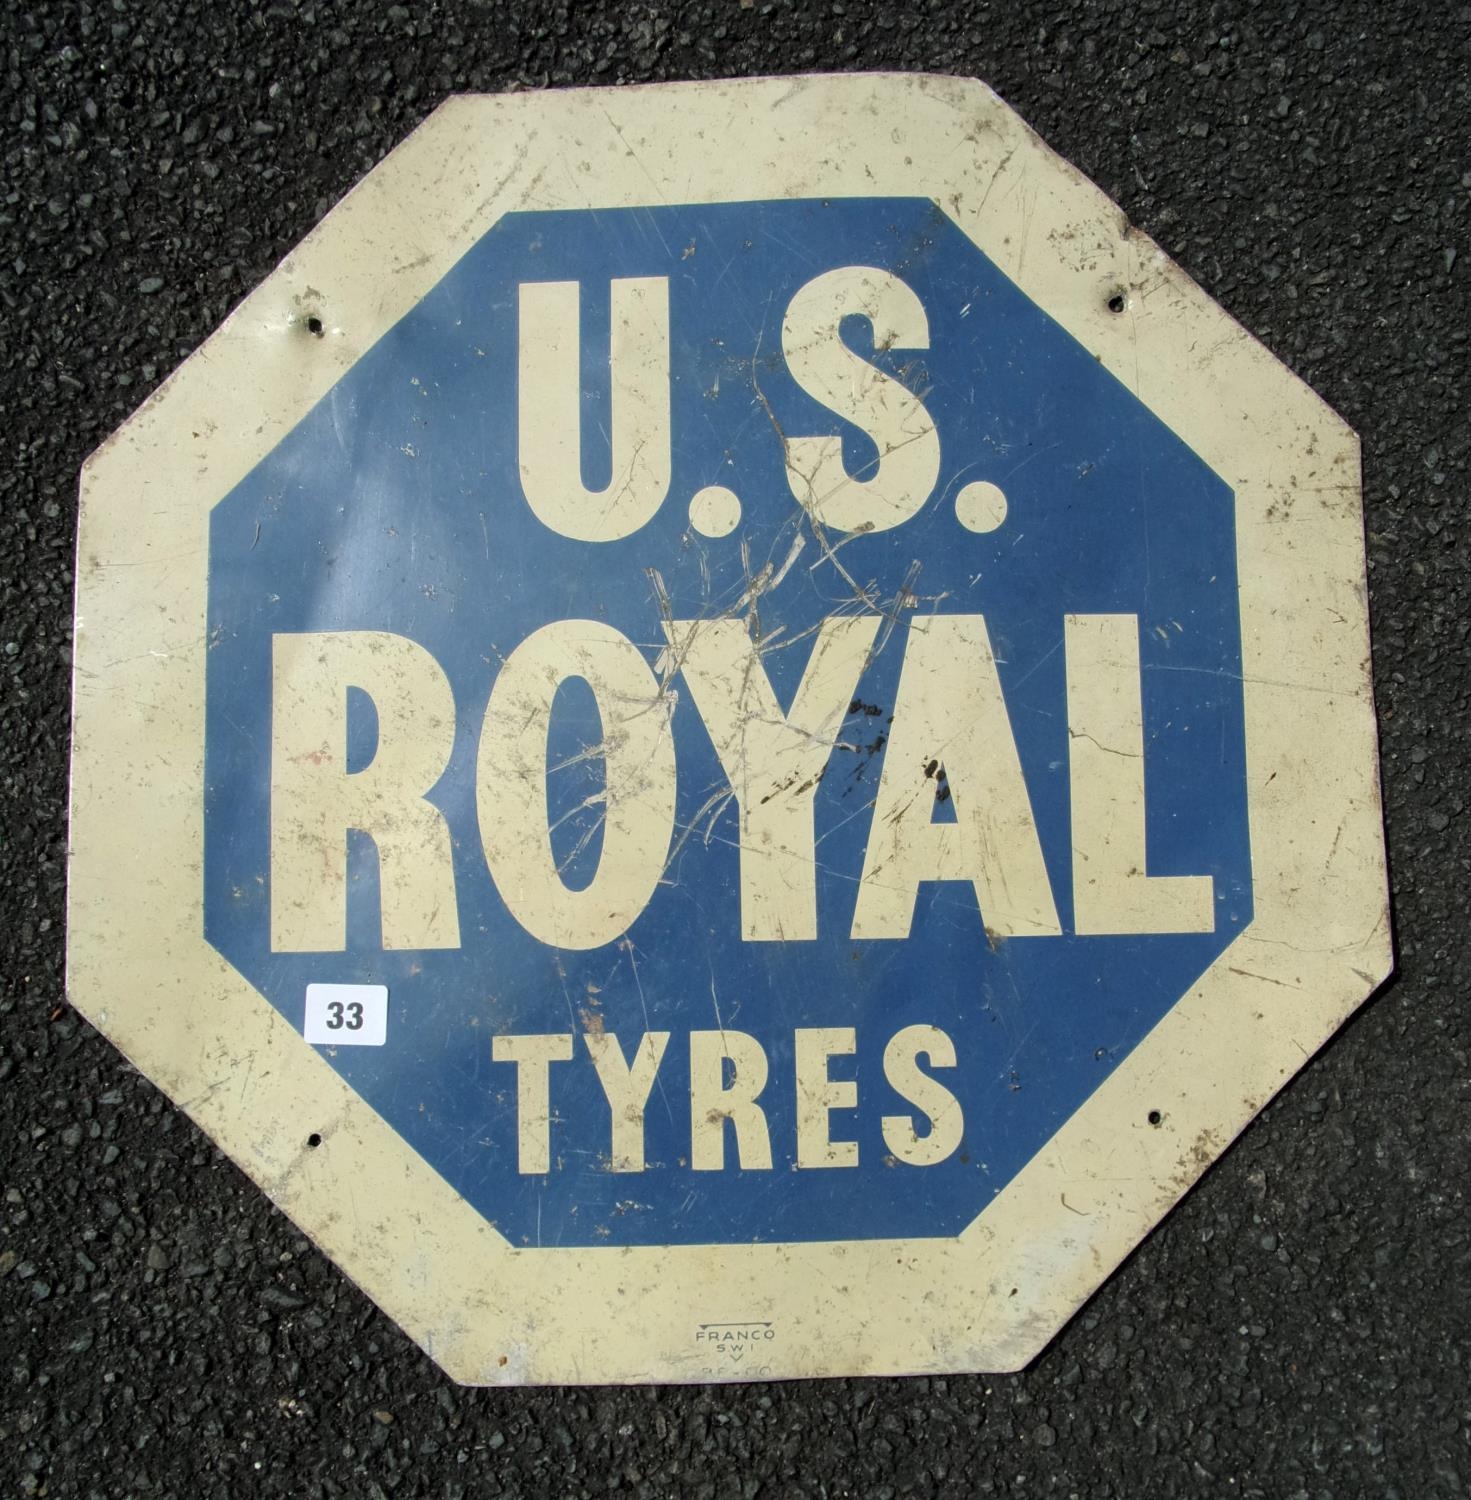 U.S.
ROYAL
33
TYRES
FRANCO
SW1